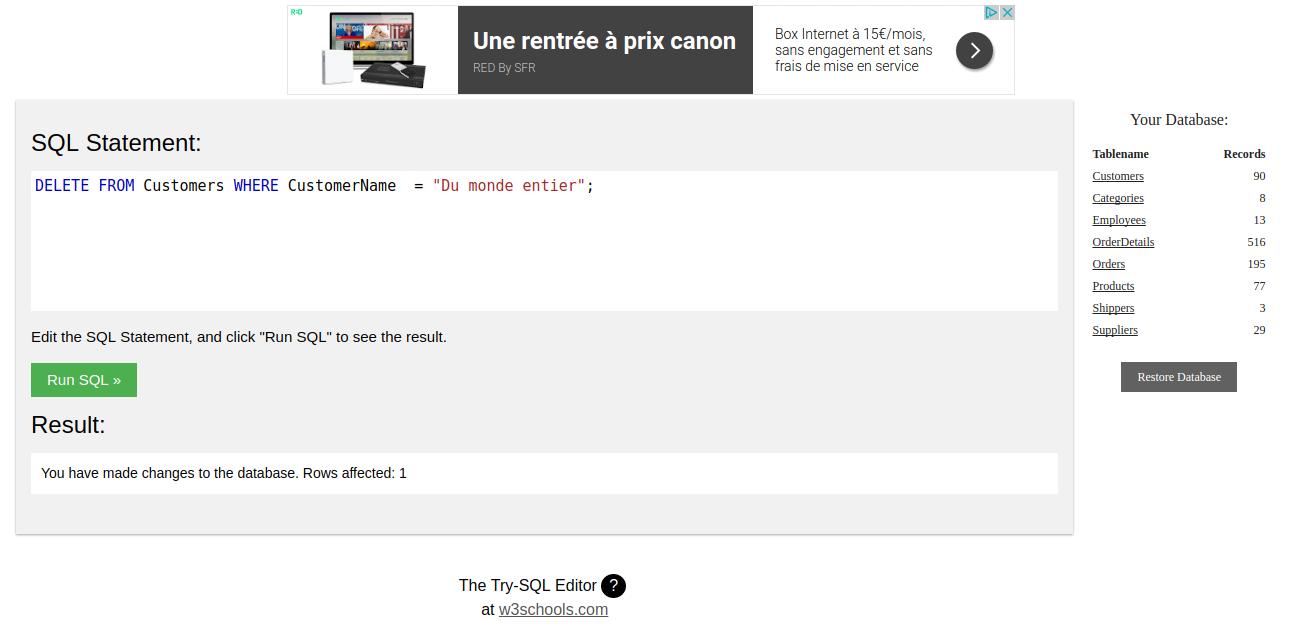 RED
Une rentrée à prix canon
RED By SFR
Box Internet à 15€/mois,
sans engagement et sans
frais de mise en service
SQL Statement:
DELETE FROM Customers WHERE CustomerName  = "Du monde entier";
Edit the SQL Statement, and click "Run SQL" to see the result.
Run SQL »
Result:
You have made changes to the database. Rows affected: 1
Your Database:
Tablename Records
Customers 90
Categories 8
Employees 13
OrderDetails 516
Orders 195
Products 77
Shippers 3
Suppliers 29
Restore Database
The Try-SQL Editor ?
at w3schools.com